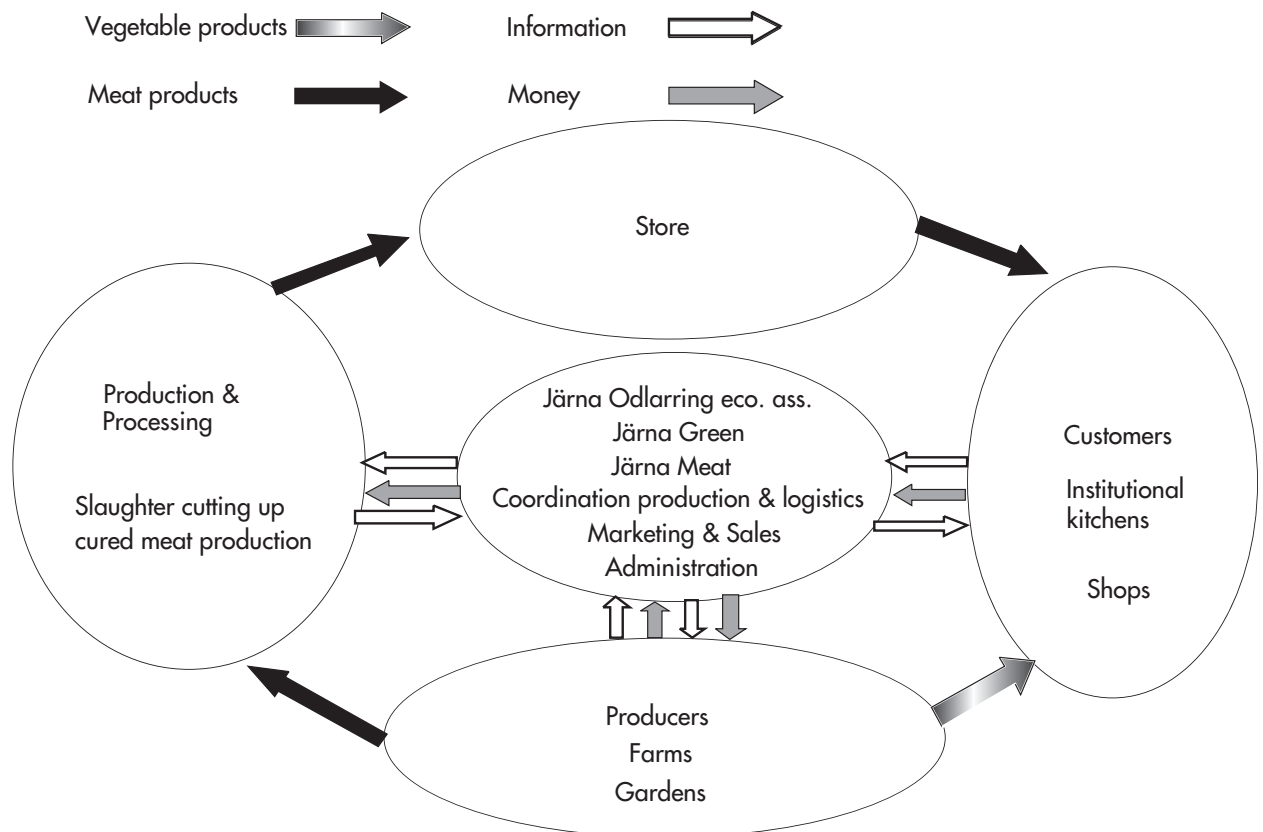 Vegetable products
Information
Meat products
Money
Store
Production &
Processing
Slaughter cutting up
cured meat production
Järna Odlarring eco. ass.
Järna Green
Järna Meat
Coordination production & logistics
Marketing & Sales
Administration
Customers
Institutional
kitchens
Shops
Producers
Farms
Gardens